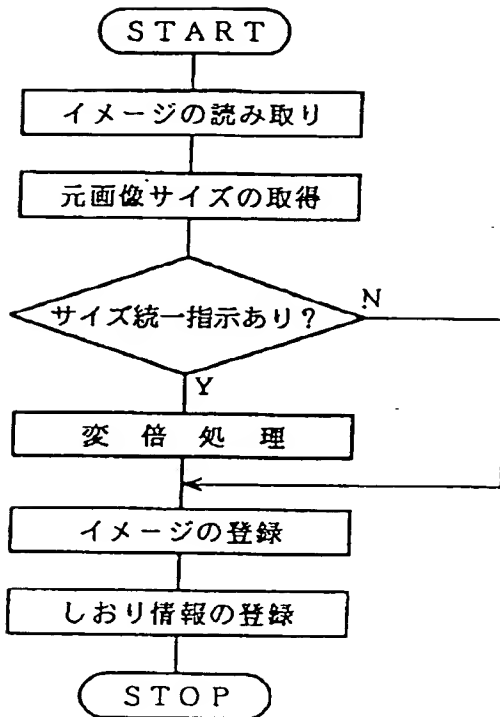 START
イメージの読み取り
元画像サイズの取得
サイズ統一指示あり?
N
Y
変倍処理
イメージの登録
しおり情報の登録
STOP